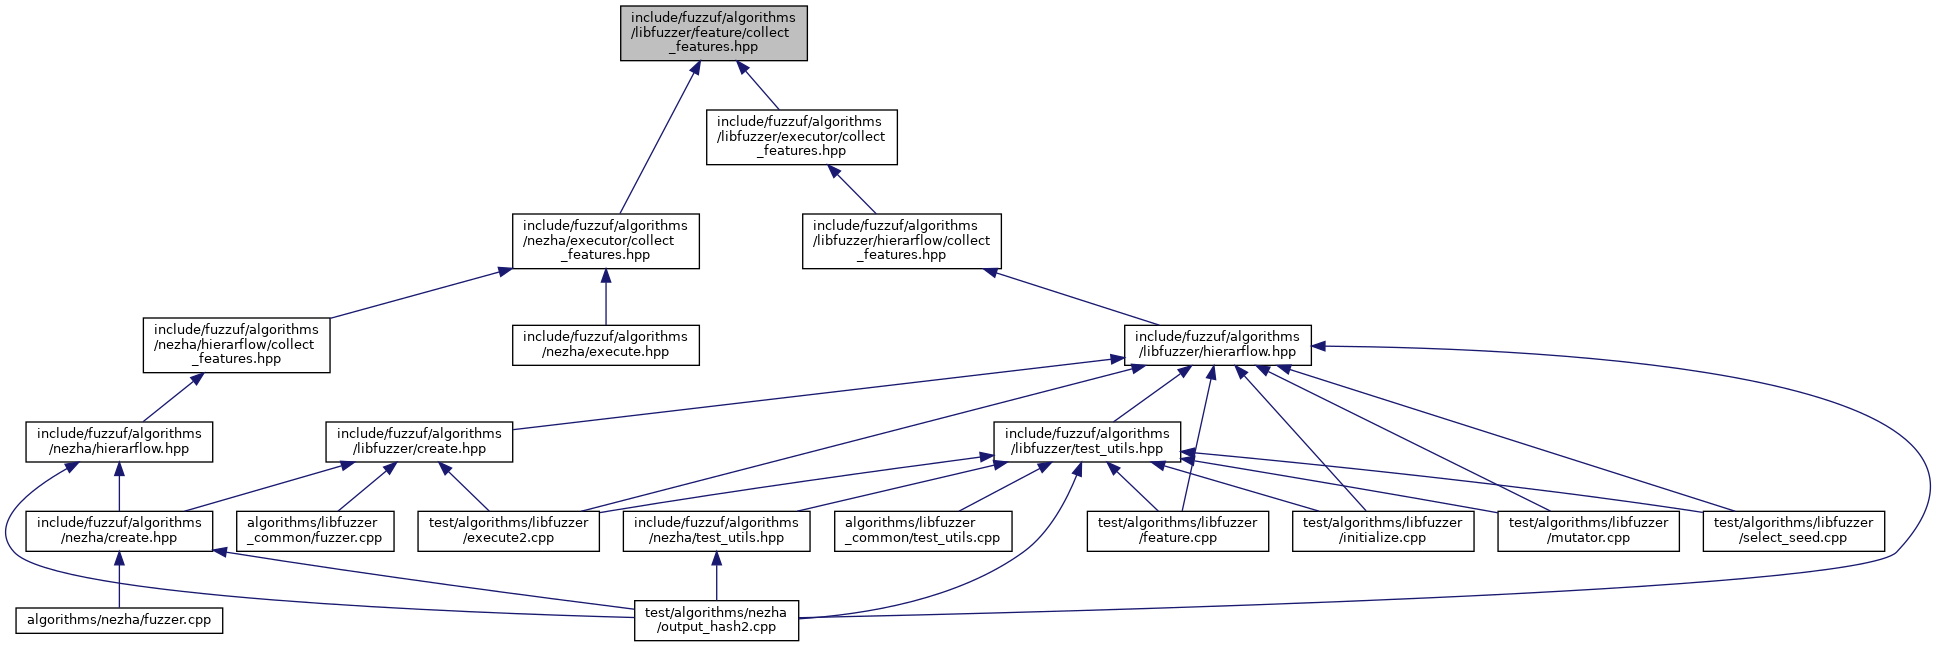 include/fuzzuf/algorithms
/libfuzzer/feature/collect
_features.hpp
include/fuzzuf/algorithms
/libfuzzer/executor/collect
_features.hpp
include/fuzzuf/algorithms
/nezha/executor/collect
_features.hpp
include/fuzzuf/algorithms
/libfuzzer/hierarflow/collect
_features.hpp
include/fuzzuf/algorithms
/nezha/hierarflow/collect
_features.hpp
include/fuzzuf/algorithms
/nezha/execute.hpp
include/fuzzuf/algorithms
/libfuzzer/hierarflow.hpp
include/fuzzuf/algorithms
/nezha/hierarflow.hpp
include/fuzzuf/algorithms
/libfuzzer/create.hpp
include/fuzzuf/algorithms
/libfuzzer/test_utils.hpp
include/fuzzuf/algorithms
/nezha/create.hpp
algorithms/libfuzzer
_common/fuzzer.cpp
test/algorithms/libfuzzer
/execute2.cpp
include/fuzzuf/algorithms
/nezha/test_utils.hpp
algorithms/libfuzzer
_common/test_utils.cpp
test/algorithms/libfuzzer
/feature.cpp
test/algorithms/libfuzzer
/initialize.cpp
test/algorithms/libfuzzer
/mutator.cpp
test/algorithms/libfuzzer
/select_seed.cpp
algorithms/nezha/fuzzer.cpp
test/algorithms/nezha
/output_hash2.cpp